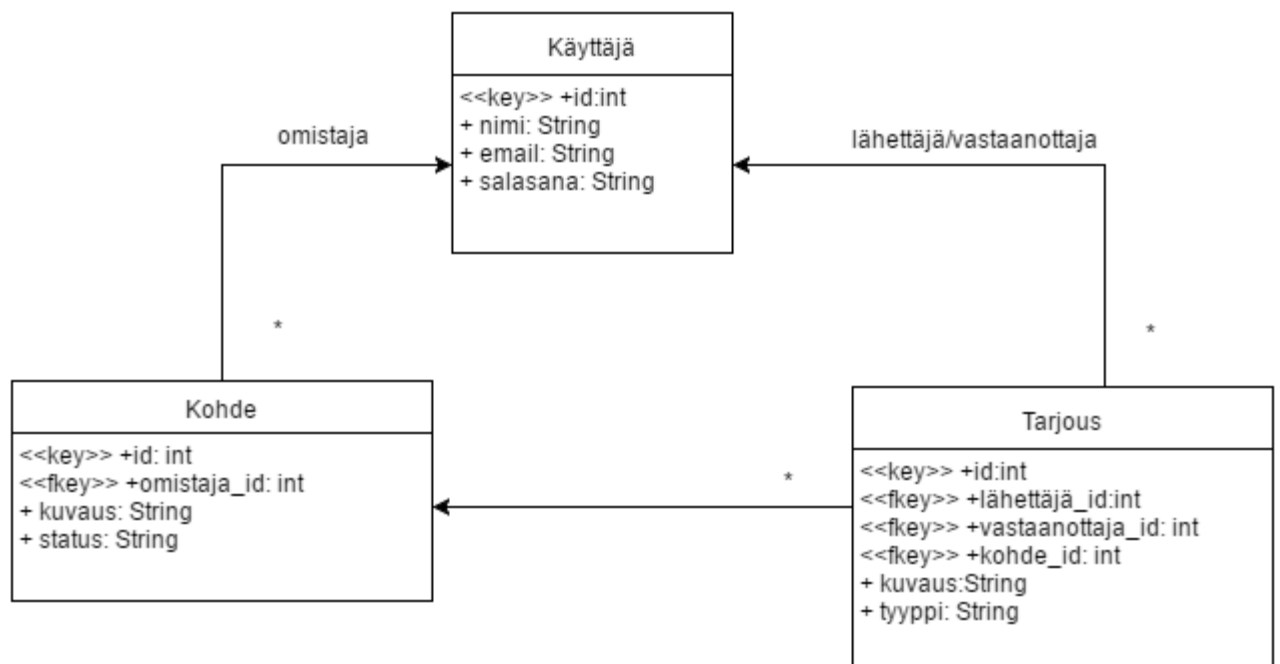 Käyttäjä
<<key>> +id:int
+ nimi: String
+ email: String
+ salasana: String
omistaja
lähettäjä/vastaanottaja
*
*
Kohde
<<key>> +id: int
<<fkey>> +omistaja_id: int
+ kuvaus: String
+ status: String
*
Tarjous
<<key>> +id:int
<<fkey>> +lähettäjä_id:int
<<fkey>> +vastaanottaja_id: int
<<fkey>> +kohde_id: int
+ kuvaus:String
+ tyyppi: String